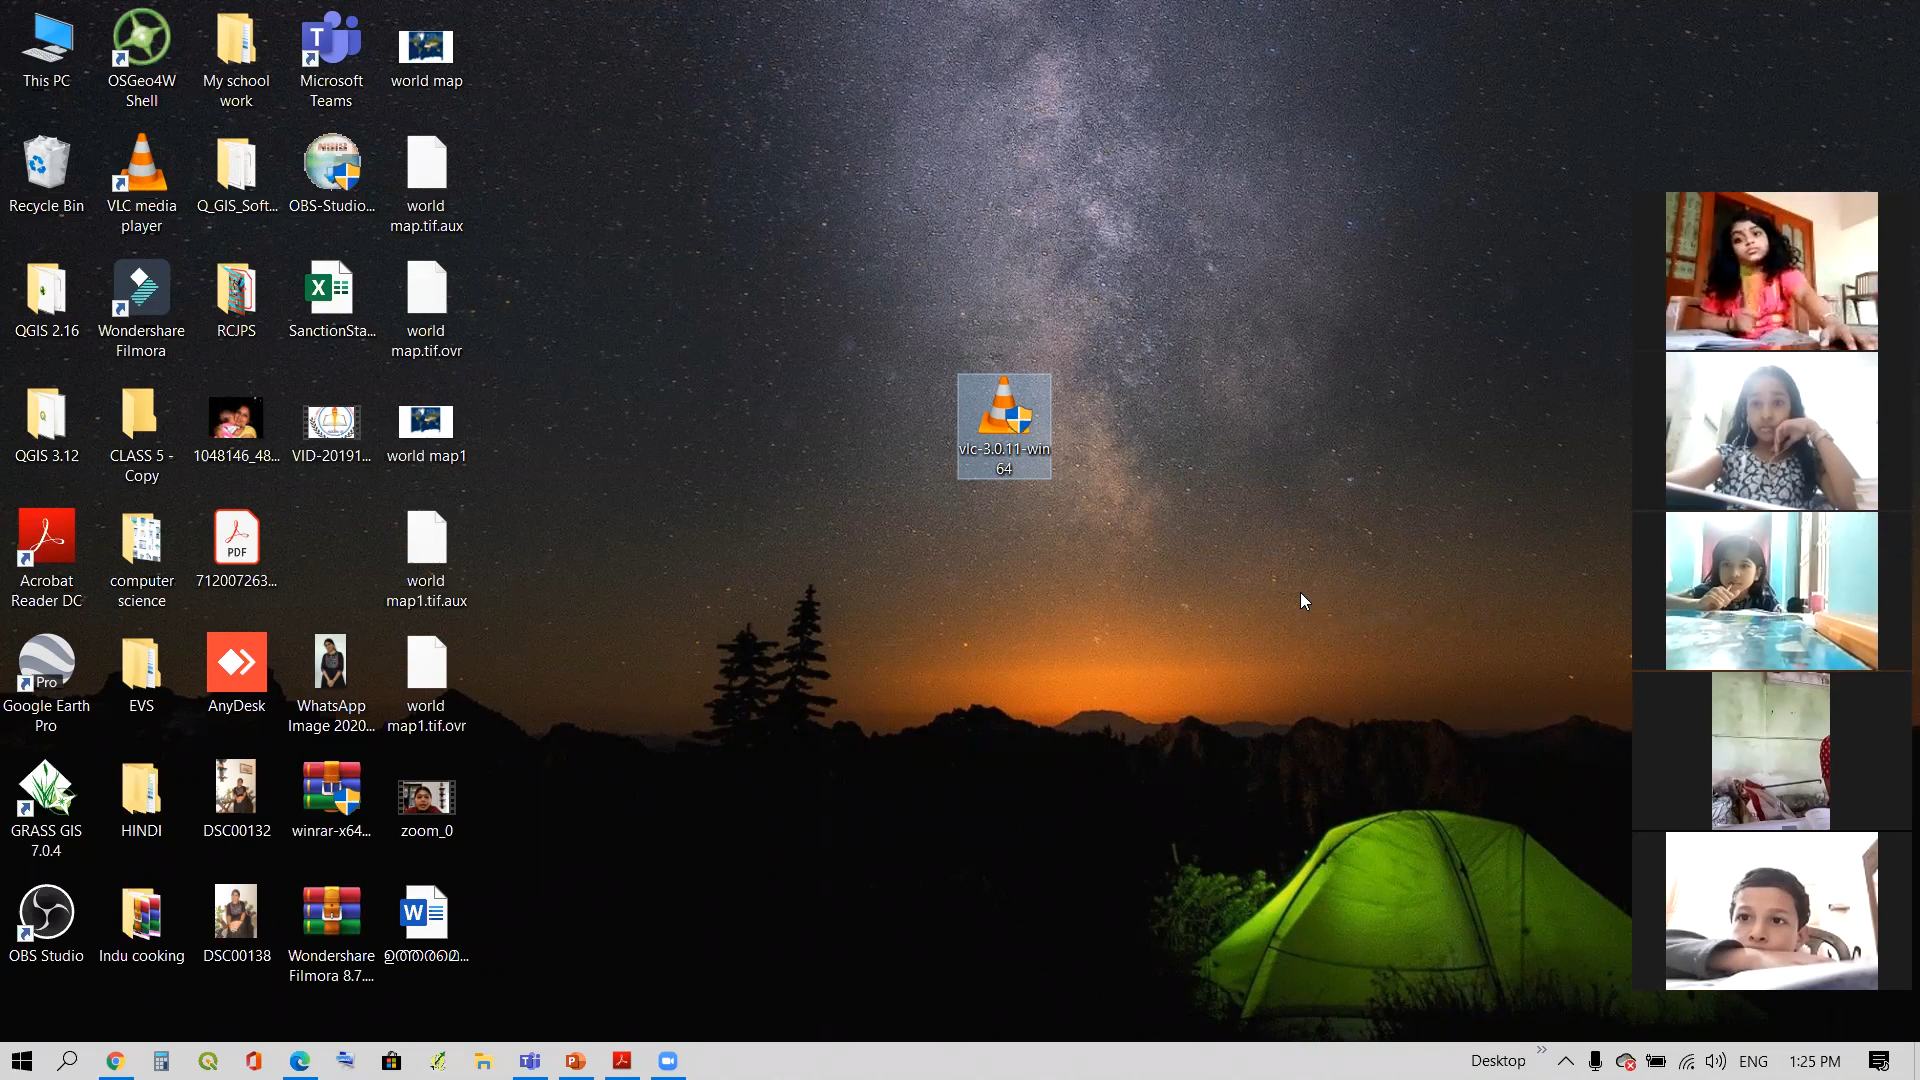 This PC
OSGeo4W
Shell
My school
work
Microsoft
Teams
world map
Recycle Bin
VLC media
player
Q_GIS_Soft...
OBS-Studio...
world
map.tif.aux
QGIS 2.16
Wondershare
Filmora
RCJPS
SanctionSta...
world
map.tif.ovr
QGIS 3.12
CLASS 5 -
Copy
1048146_48...
VID-20191...
world map1
vlc-3.0.11-win
64
Acrobat
Reader DC
computer
science
PDF
712007263...
world
map1.tif.aux
Pro
Google Earth
Pro
EVS
AnyDesk
WhatsApp
Image 2020...
world
map1.tif.ovr
GRASS GIS
7.0.4
HINDI
DSC00132
winrar-x64...
zoom_0
OBS Studio
Indu cooking
DSC00138
Wondershare
Filmora 8.7....
Desktop
ENG
1:25 PM